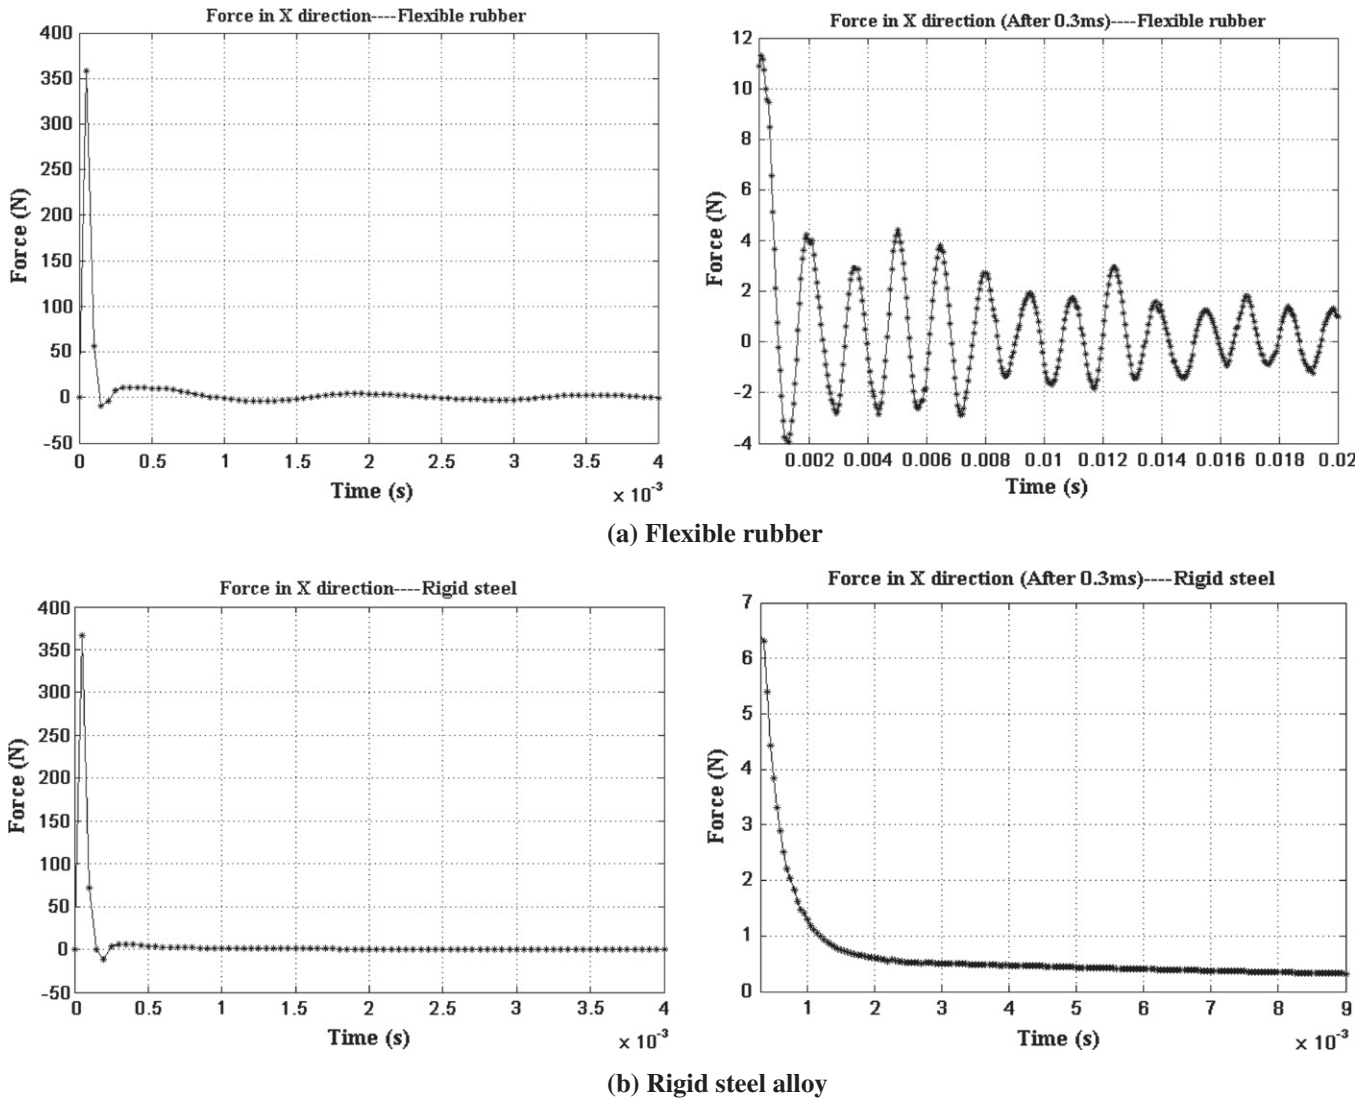 Force in X direction----Flexible rubber
400
350
300
250
200
150
100
50
0
-50
Force (N)
0 0.5 1 1.5 2 2.5 3 3.5 4
Time (s)
x 10⁻³
Force in X direction (After 0.3ms)----Flexible rubber
12
10
8
6
4
2
0
-2
-4
Force (N)
0.002 0.004 0.006 0.008 0.01 0.012 0.014 0.016 0.018 0.02
Time (s)
(a) Flexible rubber
Force in X direction----Rigid steel
400
350
300
250
200
150
100
50
0
-50
Force (N)
0 0.5 1 1.5 2 2.5 3 3.5 4
Time (s)
x 10⁻³
Force in X direction (After 0.3ms)----Rigid steel
7
6
5
4
3
2
1
0
Force (N)
1 2 3 4 5 6 7 8 9
Time (s)
x 10⁻³
(b) Rigid steel alloy